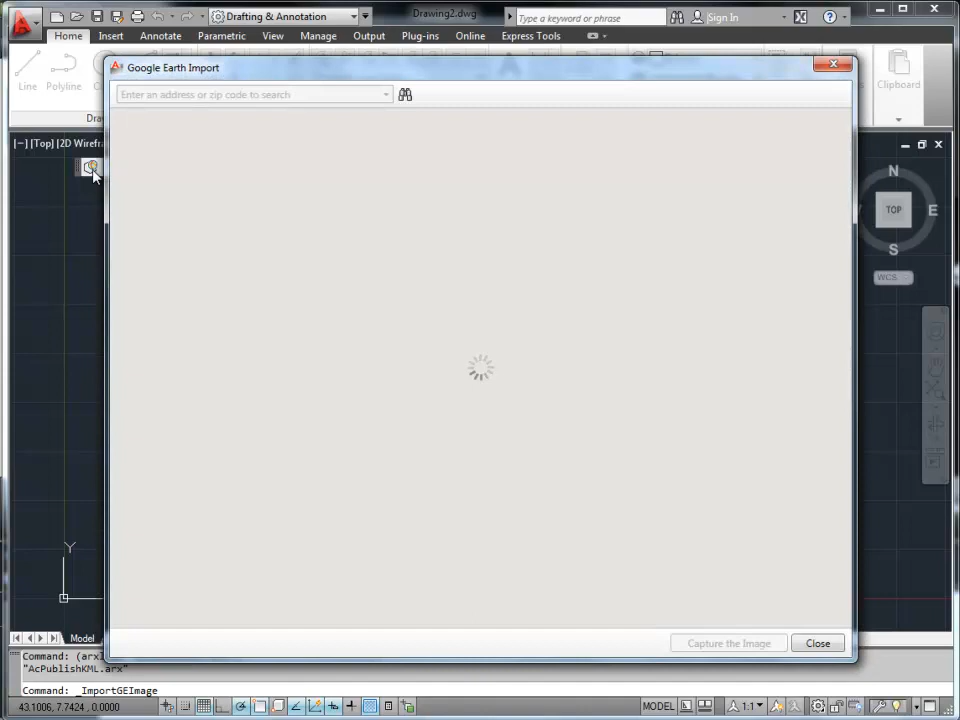 Drafting & Annotation
Drawing2.dwg
Type a keyword or phrase
Sign In
Home Insert Annotate Parametric View Manage Output Plug-ins Online Express Tools
Line Polyline
Clipboard
Google Earth Import
Enter an address or zip code to search
[−] [Top] [2D Wirefr
N
TOP
E
S
WCS
Y
Capture the Image
Close
Model
Command: (arx
"AcPublishKML.arx"
Command: _ImportGEImage
43.1006, 7.7424 , 0.0000
MODEL
1:1